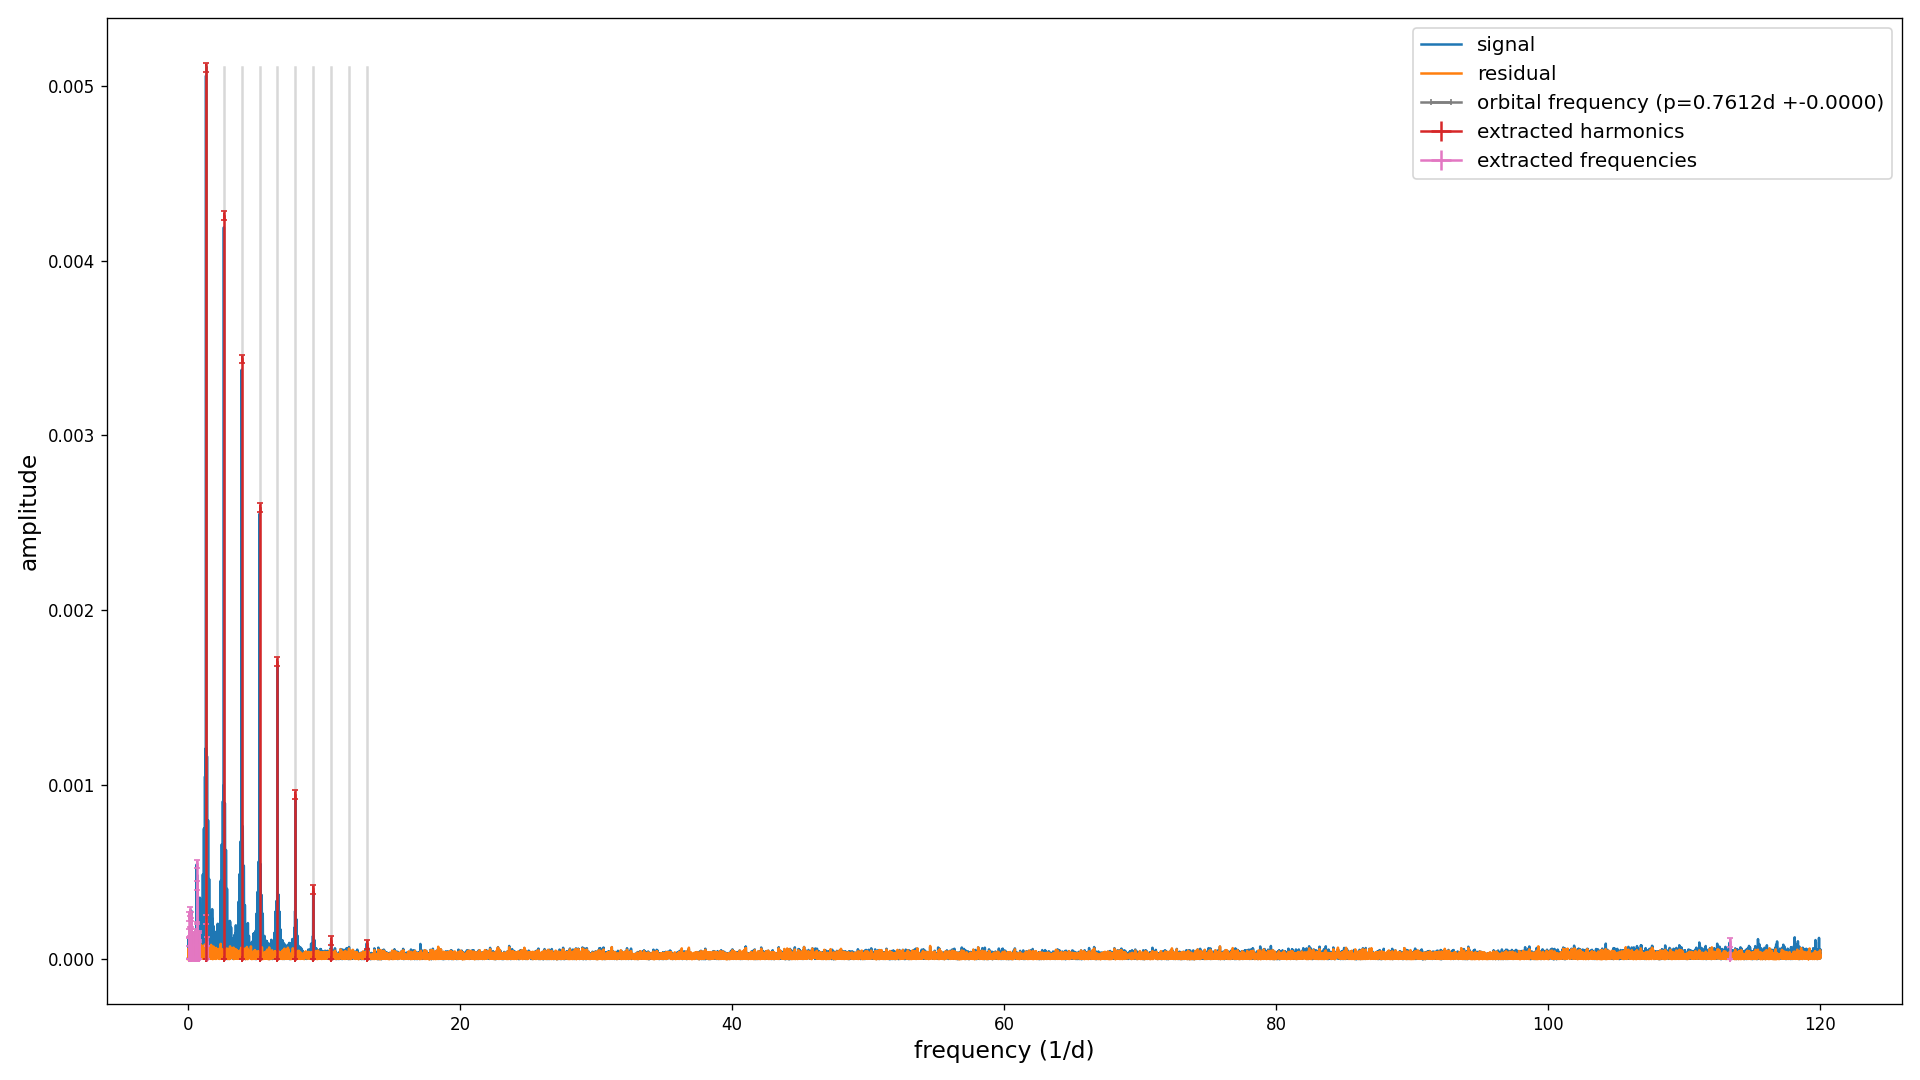 signal
residual
orbital frequency (p=0.7612d +-0.0000)
extracted harmonics
extracted frequencies
amplitude
0.005
0.004
0.003
0.002
0.001
0.000
0 20 40 60 80 100 120
frequency (1/d)